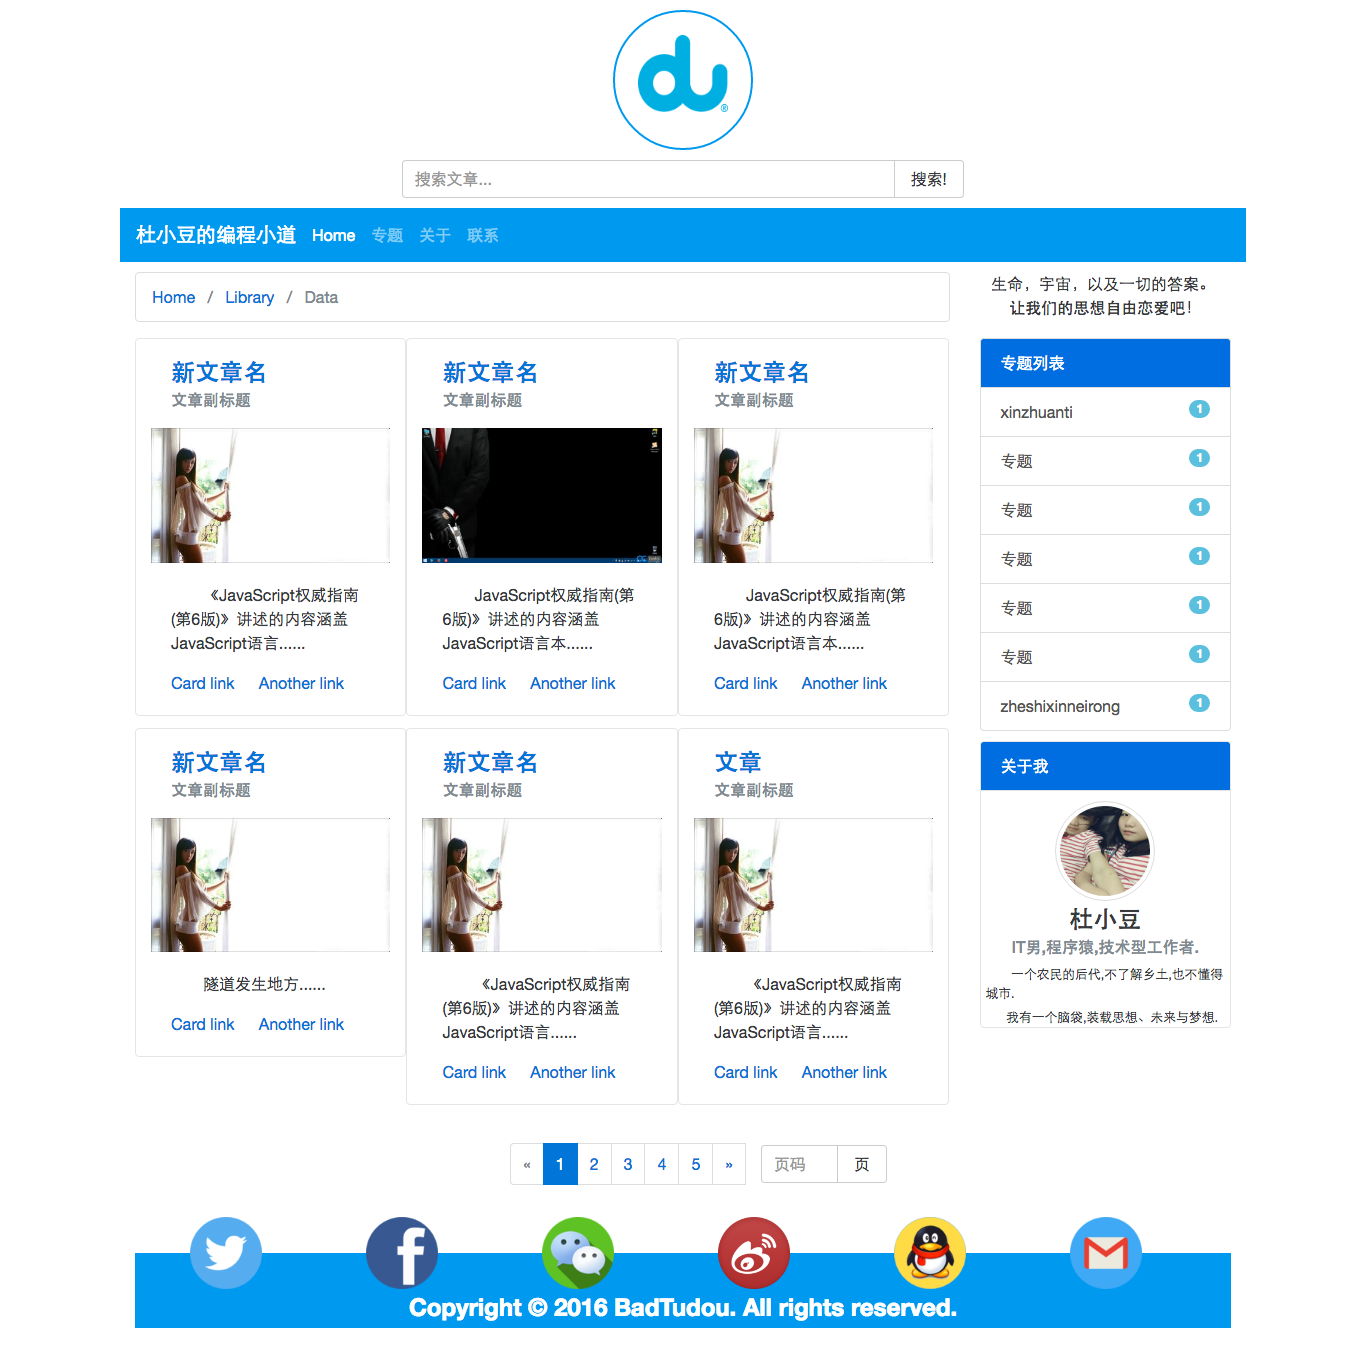 du®
搜索文章... 搜索!
杜小豆的编程小道 Home 专题 关于 联系
Home / Library / Data
新文章名
文章副标题
《JavaScript权威指南
(第6版)》讲述的内容涵盖
JavaScript语言......
Card link Another link
新文章名
文章副标题
JavaScript权威指南(第
6版)》讲述的内容涵盖
JavaScript语言本......
Card link Another link
新文章名
文章副标题
JavaScript权威指南(第
6版)》讲述的内容涵盖
JavaScript语言本......
Card link Another link
新文章名
文章副标题
隧道发生地方......
Card link Another link
新文章名
文章副标题
《JavaScript权威指南
(第6版)》讲述的内容涵盖
JavaScript语言......
Card link Another link
文章
文章副标题
《JavaScript权威指南
(第6版)》讲述的内容涵盖
JavaScript语言......
Card link Another link
生命，宇宙，以及一切的答案。
让我们的思想自由恋爱吧！
专题列表
xinzhuanti 1
专题 1
专题 1
专题 1
专题 1
专题 1
zheshixinneirong 1
关于我
杜小豆
IT男,程序猿,技术型工作者.
一个农民的后代,不了解乡土,也不懂得
城市.
我有一个脑袋,装载思想、未来与梦想.
« 1 2 3 4 5 » 页码 页
Copyright © 2016 BadTudou. All rights reserved.